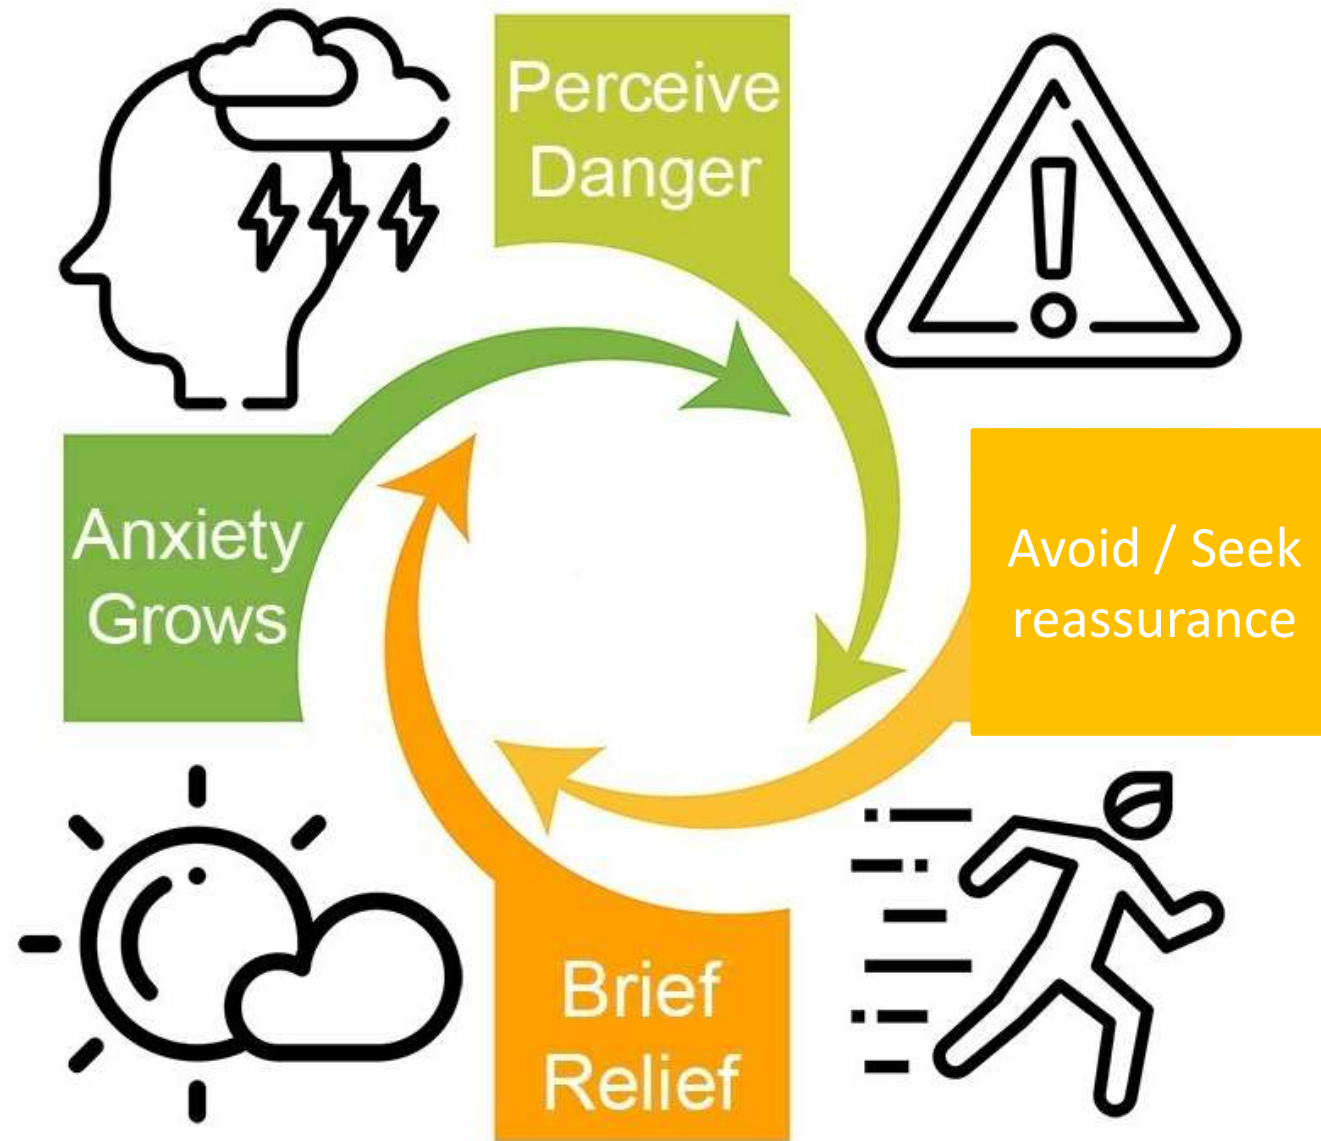 Perceive
Danger
Avoid / Seek
reassurance
Brief
Relief
Anxiety
Grows